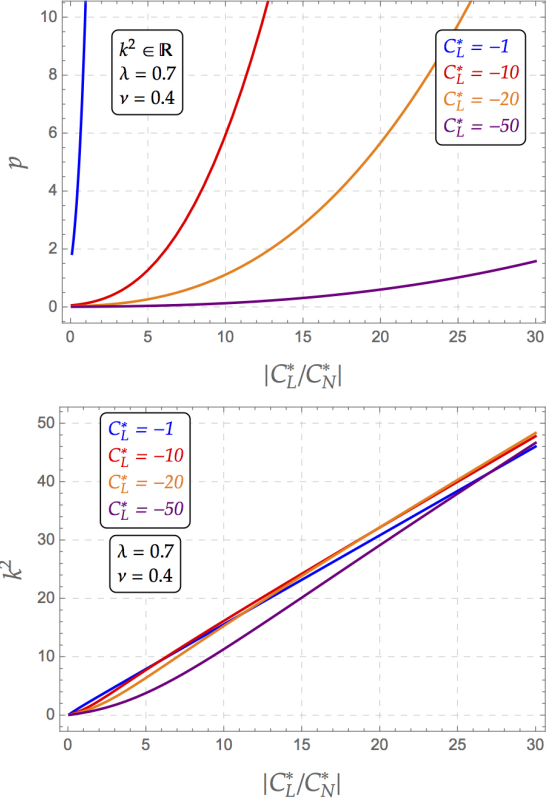 10
8
6
4
2
0
p
k² ∈ ℝ
λ = 0.7
ν = 0.4
C*_L = −1
C*_L = −10
C*_L = −20
C*_L = −50
0 5 10 15 20 25 30
|C*_L/C*_N|
50
40
30
20
10
0
k²
C*_L = −1
C*_L = −10
C*_L = −20
C*_L = −50
λ = 0.7
ν = 0.4
0 5 10 15 20 25 30
|C*_L/C*_N|